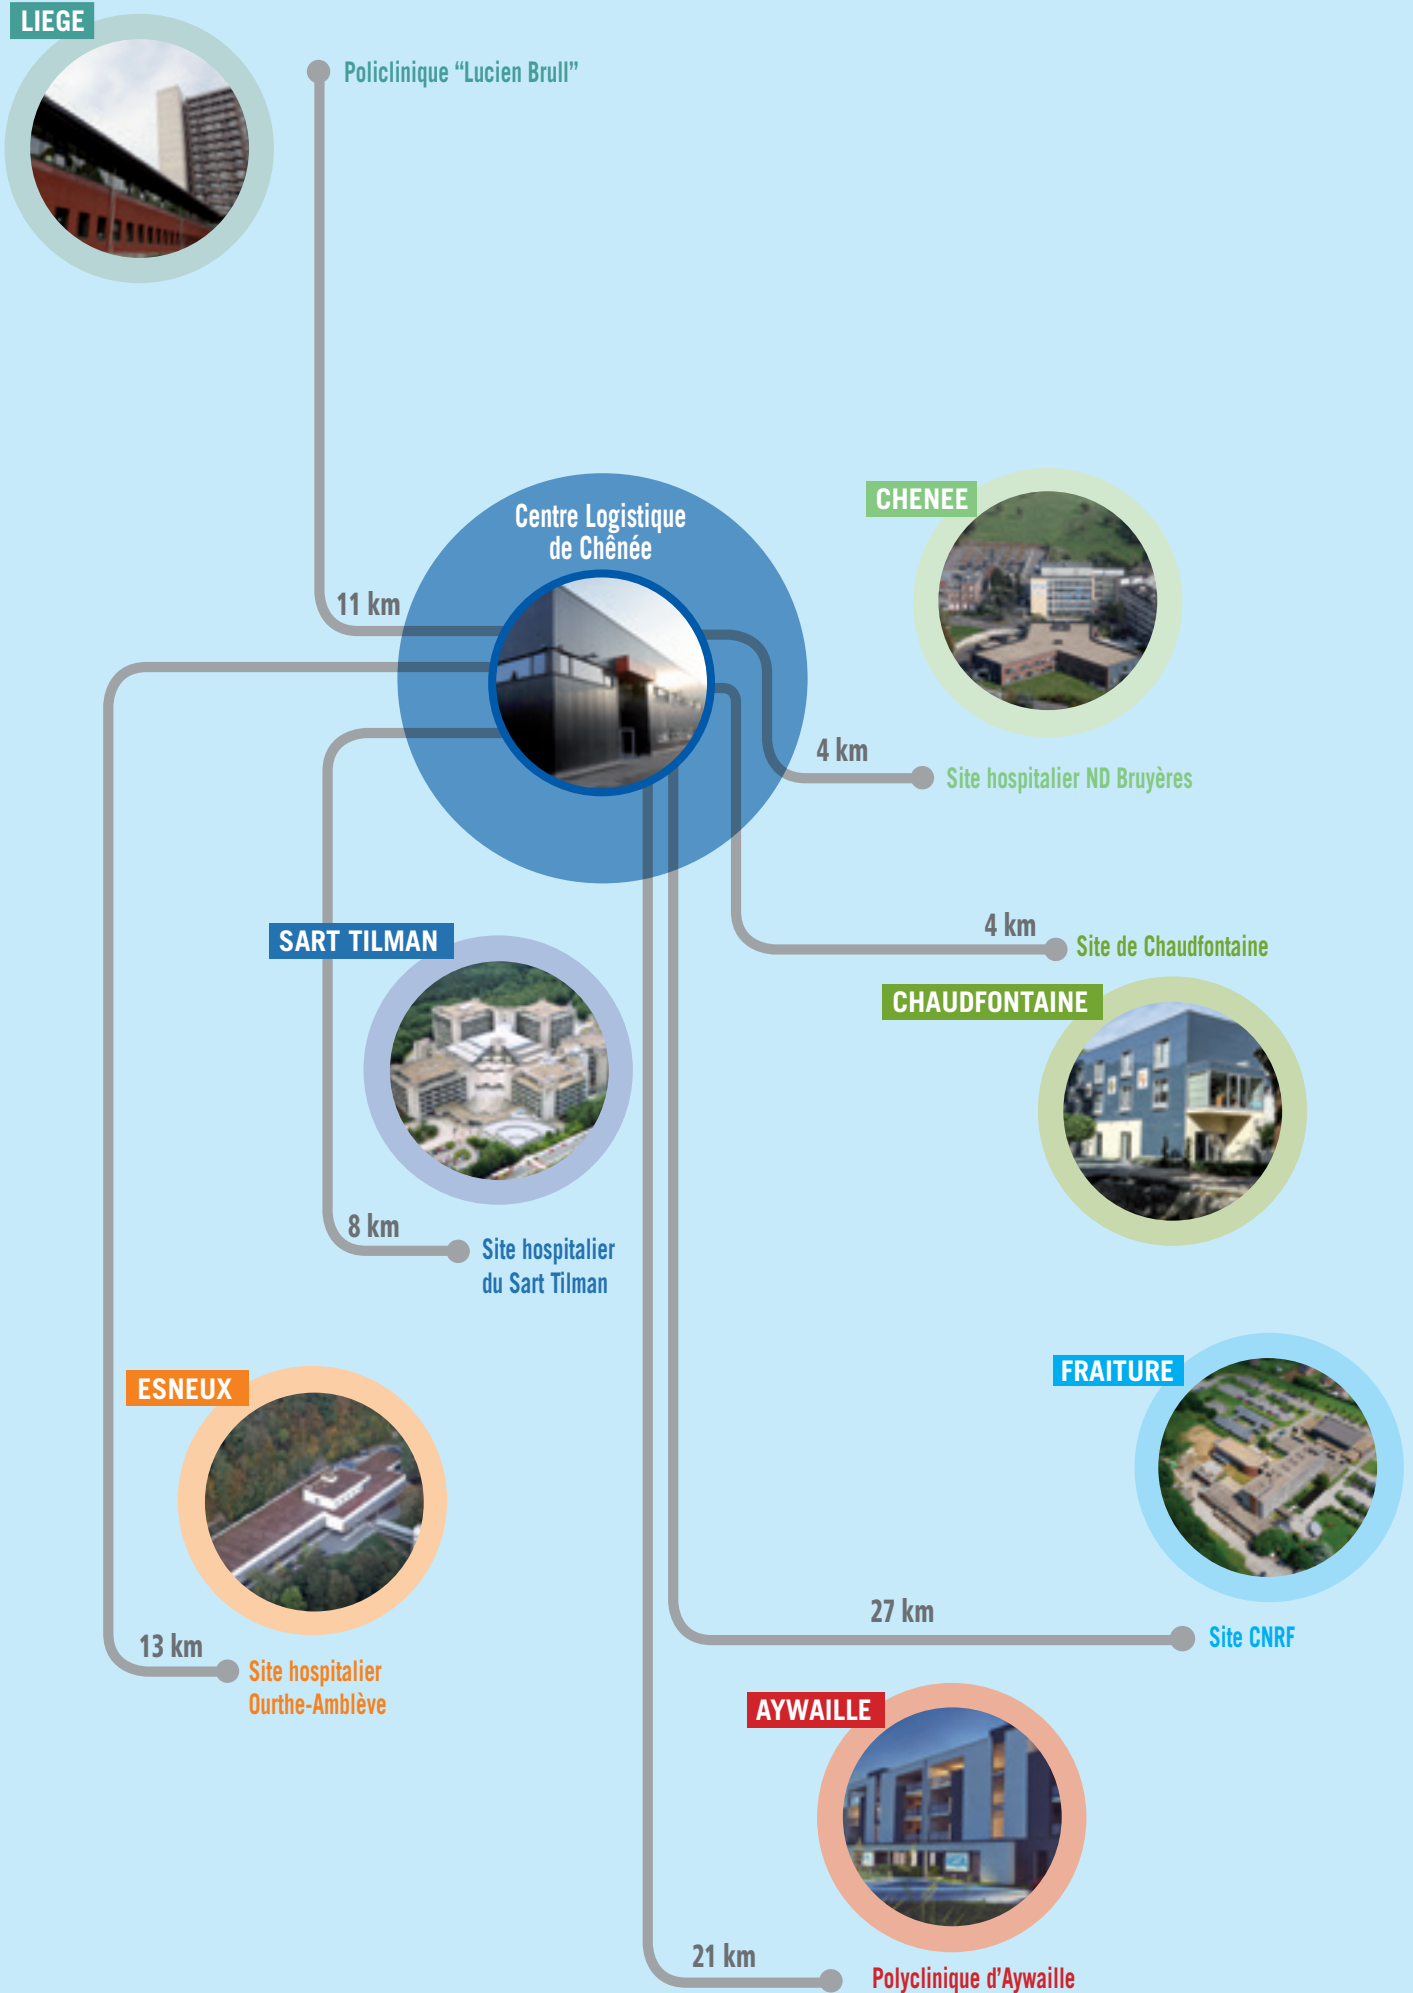 LIEGE
Policlinique “Lucien Brull”
Centre Logistique
de Chênée
CHENEE
11 km
4 km
Site hospitalier ND Bruyères
4 km
Site de Chaudfontaine
SART TILMAN
CHAUDFONTAINE
8 km
Site hospitalier
du Sart Tilman
ESNEUX
FRAITURE
27 km
Site CNRF
13 km
Site hospitalier
Ourthe-Amblève
AYWAILLE
21 km
Polyclinique d’Aywaille